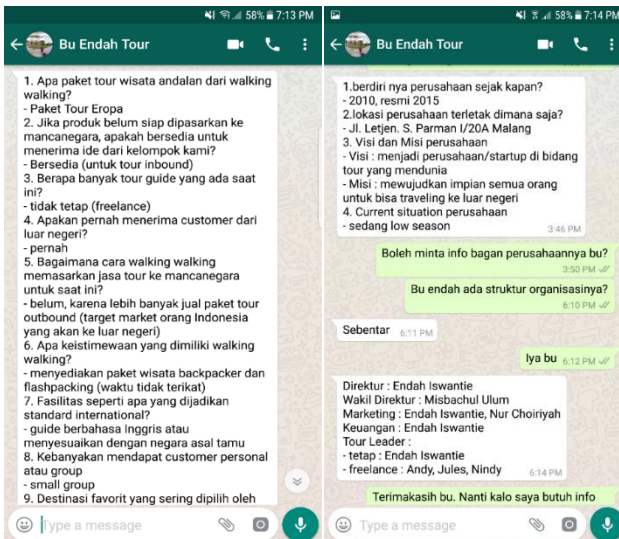 58% 7:13 PM
Bu Endah Tour
1. Apa paket tour wisata andalan dari walking
walking?
- Paket Tour Eropa
2. Jika produk belum siap dipasarkan ke
mancanegara, apakah bersedia untuk
menerima ide dari kelompok kami?
- Bersedia (untuk tour inbound)
3. Berapa banyak tour guide yang ada saat
ini?
- tidak tetap (freelance)
4. Apakan pernah menerima customer dari
luar negeri?
- pernah
5. Bagaimana cara walking walking
memasarkan jasa tour ke mancanegara
untuk saat ini?
- belum, karena lebih banyak jual paket tour
outbound (target market orang Indonesia
yang akan ke luar negeri)
6. Apa keistimewaan yang dimiliki walking
walking?
- menyediakan paket wisata backpacker dan
flashpacking (waktu tidak terikat)
7. Fasilitas seperti apa yang dijadikan
standard international?
- guide berbahasa Inggris atau
menyesuaikan dengan negara asal tamu
8. Kebanyakan mendapat customer personal
atau group
- small group
9. Destinasi favorit yang sering dipilih oleh
Type a message
58% 7:14 PM
Bu Endah Tour
1.berdiri nya perusahaan sejak kapan?
- 2010, resmi 2015
2.lokasi perusahaan terletak dimana saja?
- Jl. Letjen. S. Parman I/20A Malang
3. Visi dan Misi perusahaan
- Visi : menjadi perusahaan/startup di bidang
tour yang mendunia
- Misi : mewujudkan impian semua orang
untuk bisa traveling ke luar negeri
4. Current situation perusahaan
- sedang low season
3:46 PM
Boleh minta info bagan perusahaannya bu?
3:50 PM
Bu endah ada struktur organisasinya?
6:10 PM
Sebentar 6:11 PM
Iya bu 6:12 PM
Direktur : Endah Iswantie
Wakil Direktur : Misbachul Ulum
Marketing : Endah Iswantie, Nur Choiriyah
Keuangan : Endah Iswantie
Tour Leader :
- tetap : Endah Iswantie
- freelance : Andy, Jules, Nindy 6:14 PM
Terimakasih bu. Nanti kalo saya butuh info
Type a message